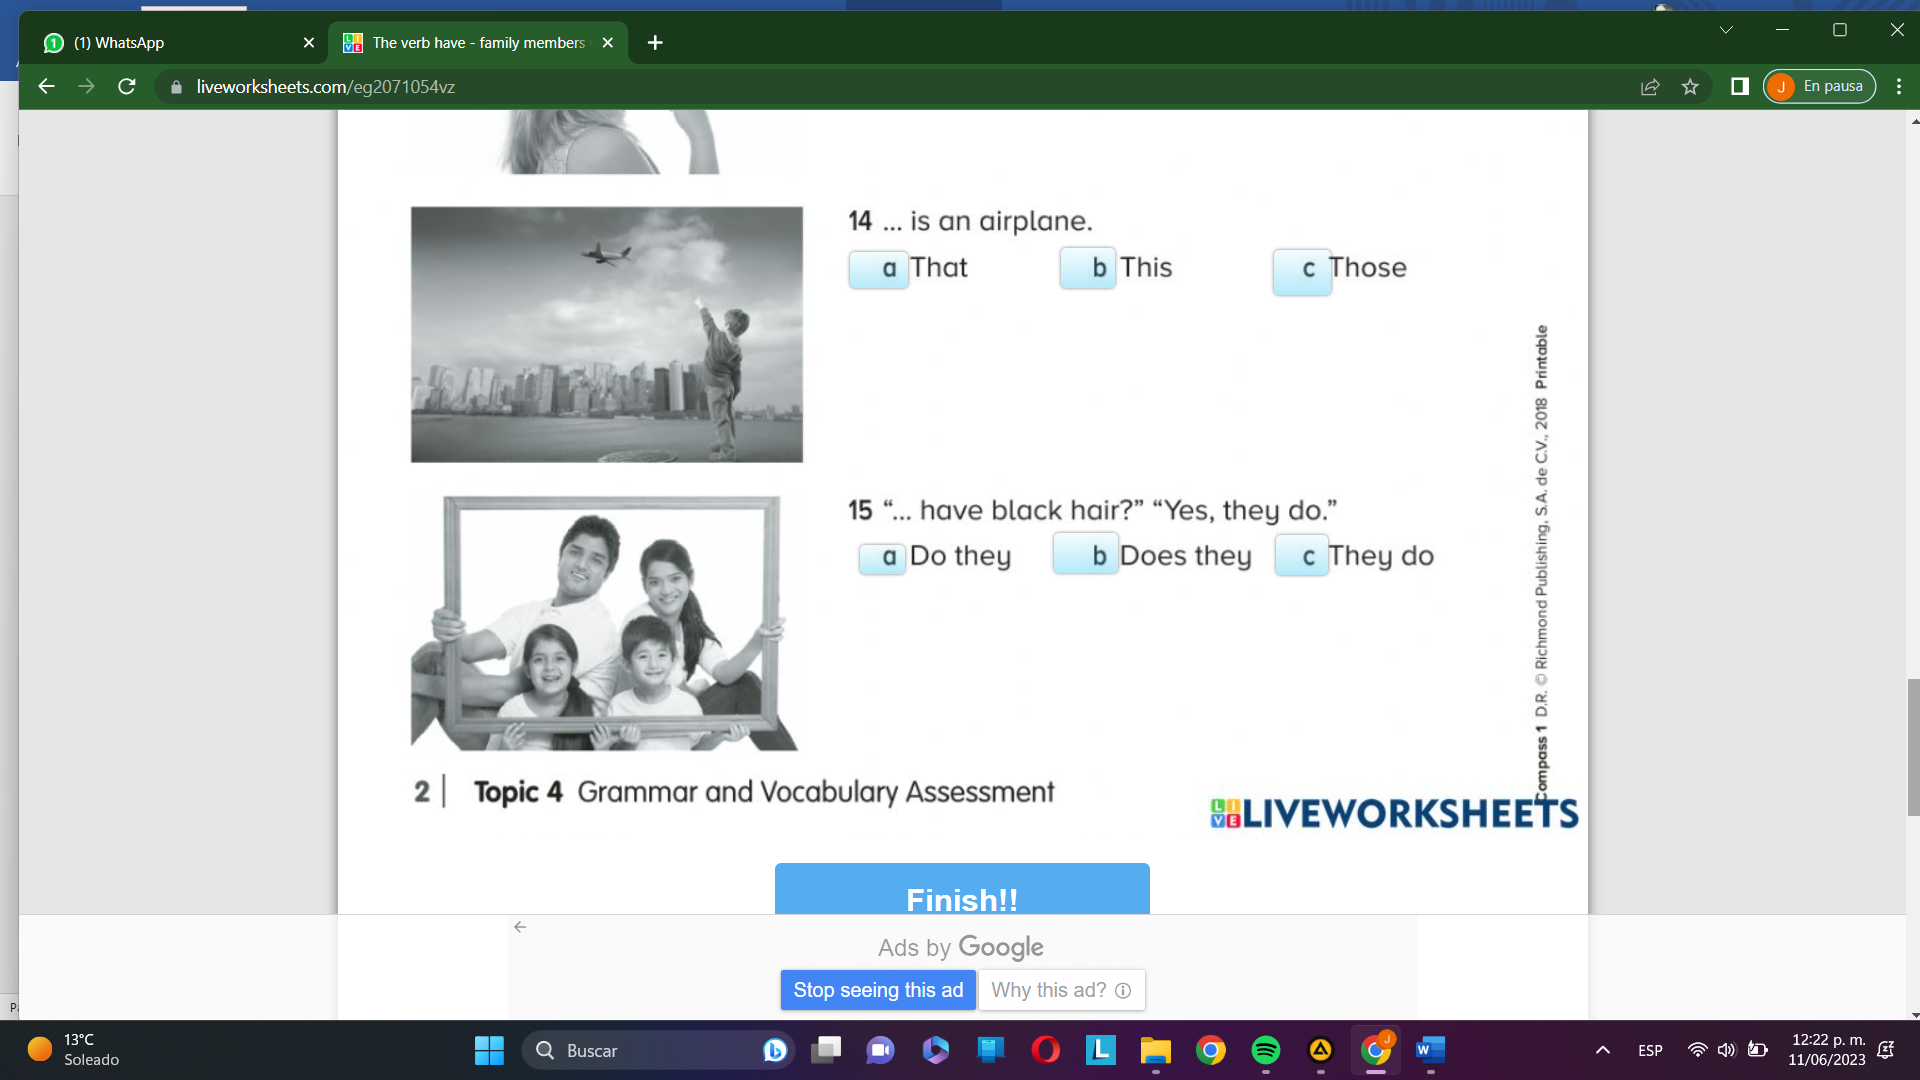 (1) WhatsApp
The verb have - family members
liveworksheets.com/eg2071054vz
J En pausa
14 ... is an airplane.
a That b This c Those
15 “... have black hair?” “Yes, they do.”
a Do they b Does they c They do
Compass 1 D.R. © Richmond Publishing, S.A. de C.V., 2018 Printable
2 | Topic 4 Grammar and Vocabulary Assessment
LIVE LIVEWORKSHEETS
Finish!!
Ads by Google
Stop seeing this ad Why this ad?
13°C
Soleado
Buscar
ESP
12:22 p. m.
11/06/2023